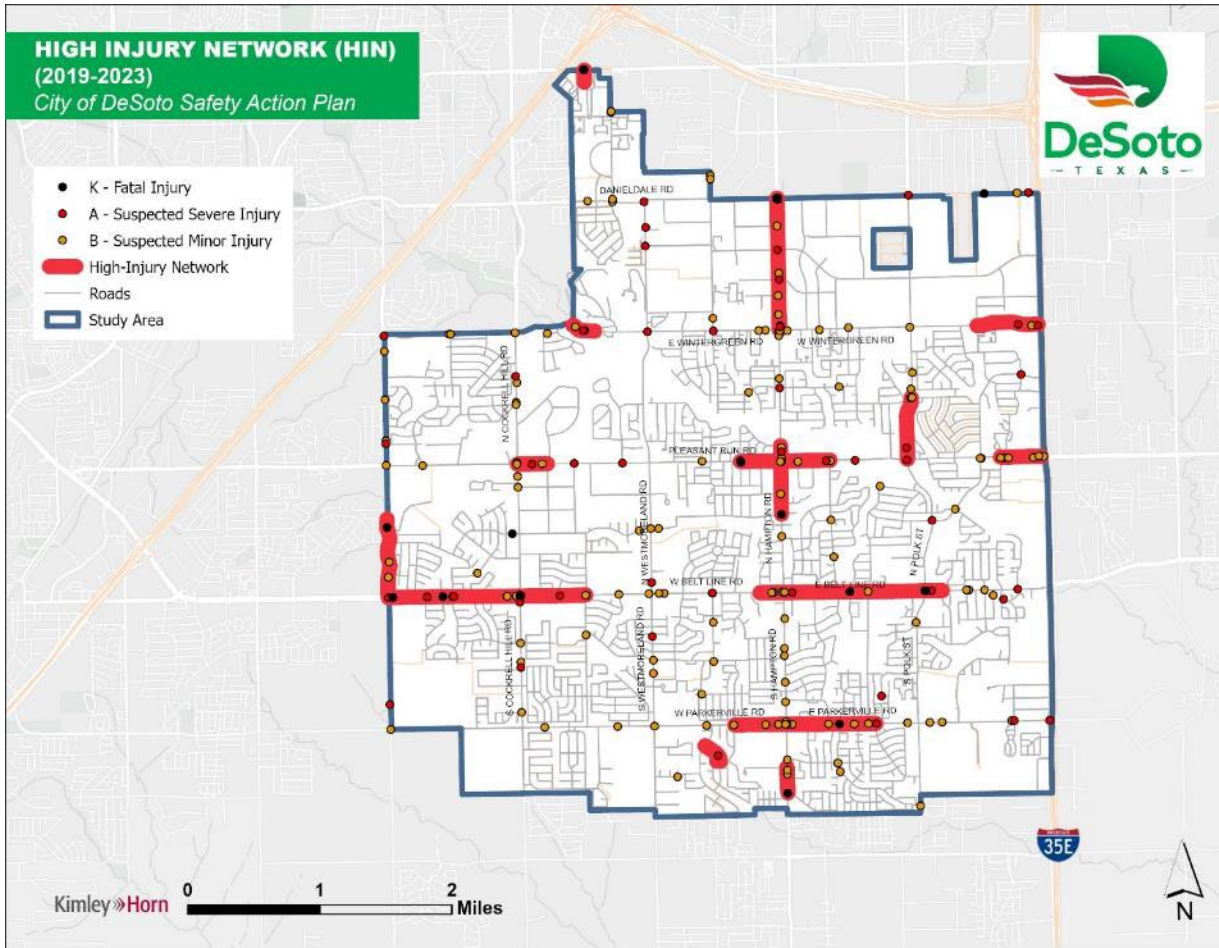 HIGH INJURY NETWORK (HIN)
(2019-2023)
City of DeSoto Safety Action Plan
DeSoto
TEXAS
K - Fatal Injury
A - Suspected Severe Injury
B - Suspected Minor Injury
High-Injury Network
Roads
Study Area
DANIELDALE RD
E WINTERGREEN RD
W WINTERGREEN RD
N COCKRELL HILL RD
PLEASANT RUN RD
N WESTMORELAND RD
N HAMPTON RD
N POLK ST
W BELT LINE RD
E BELT LINE RD
S COCKRELL HILL RD
S WESTMORELAND RD
S HAMPTON RD
S POLK ST
W PARKERVILLE RD
E PARKERVILLE RD
35E
Kimley»Horn
0 1 2
Miles
N